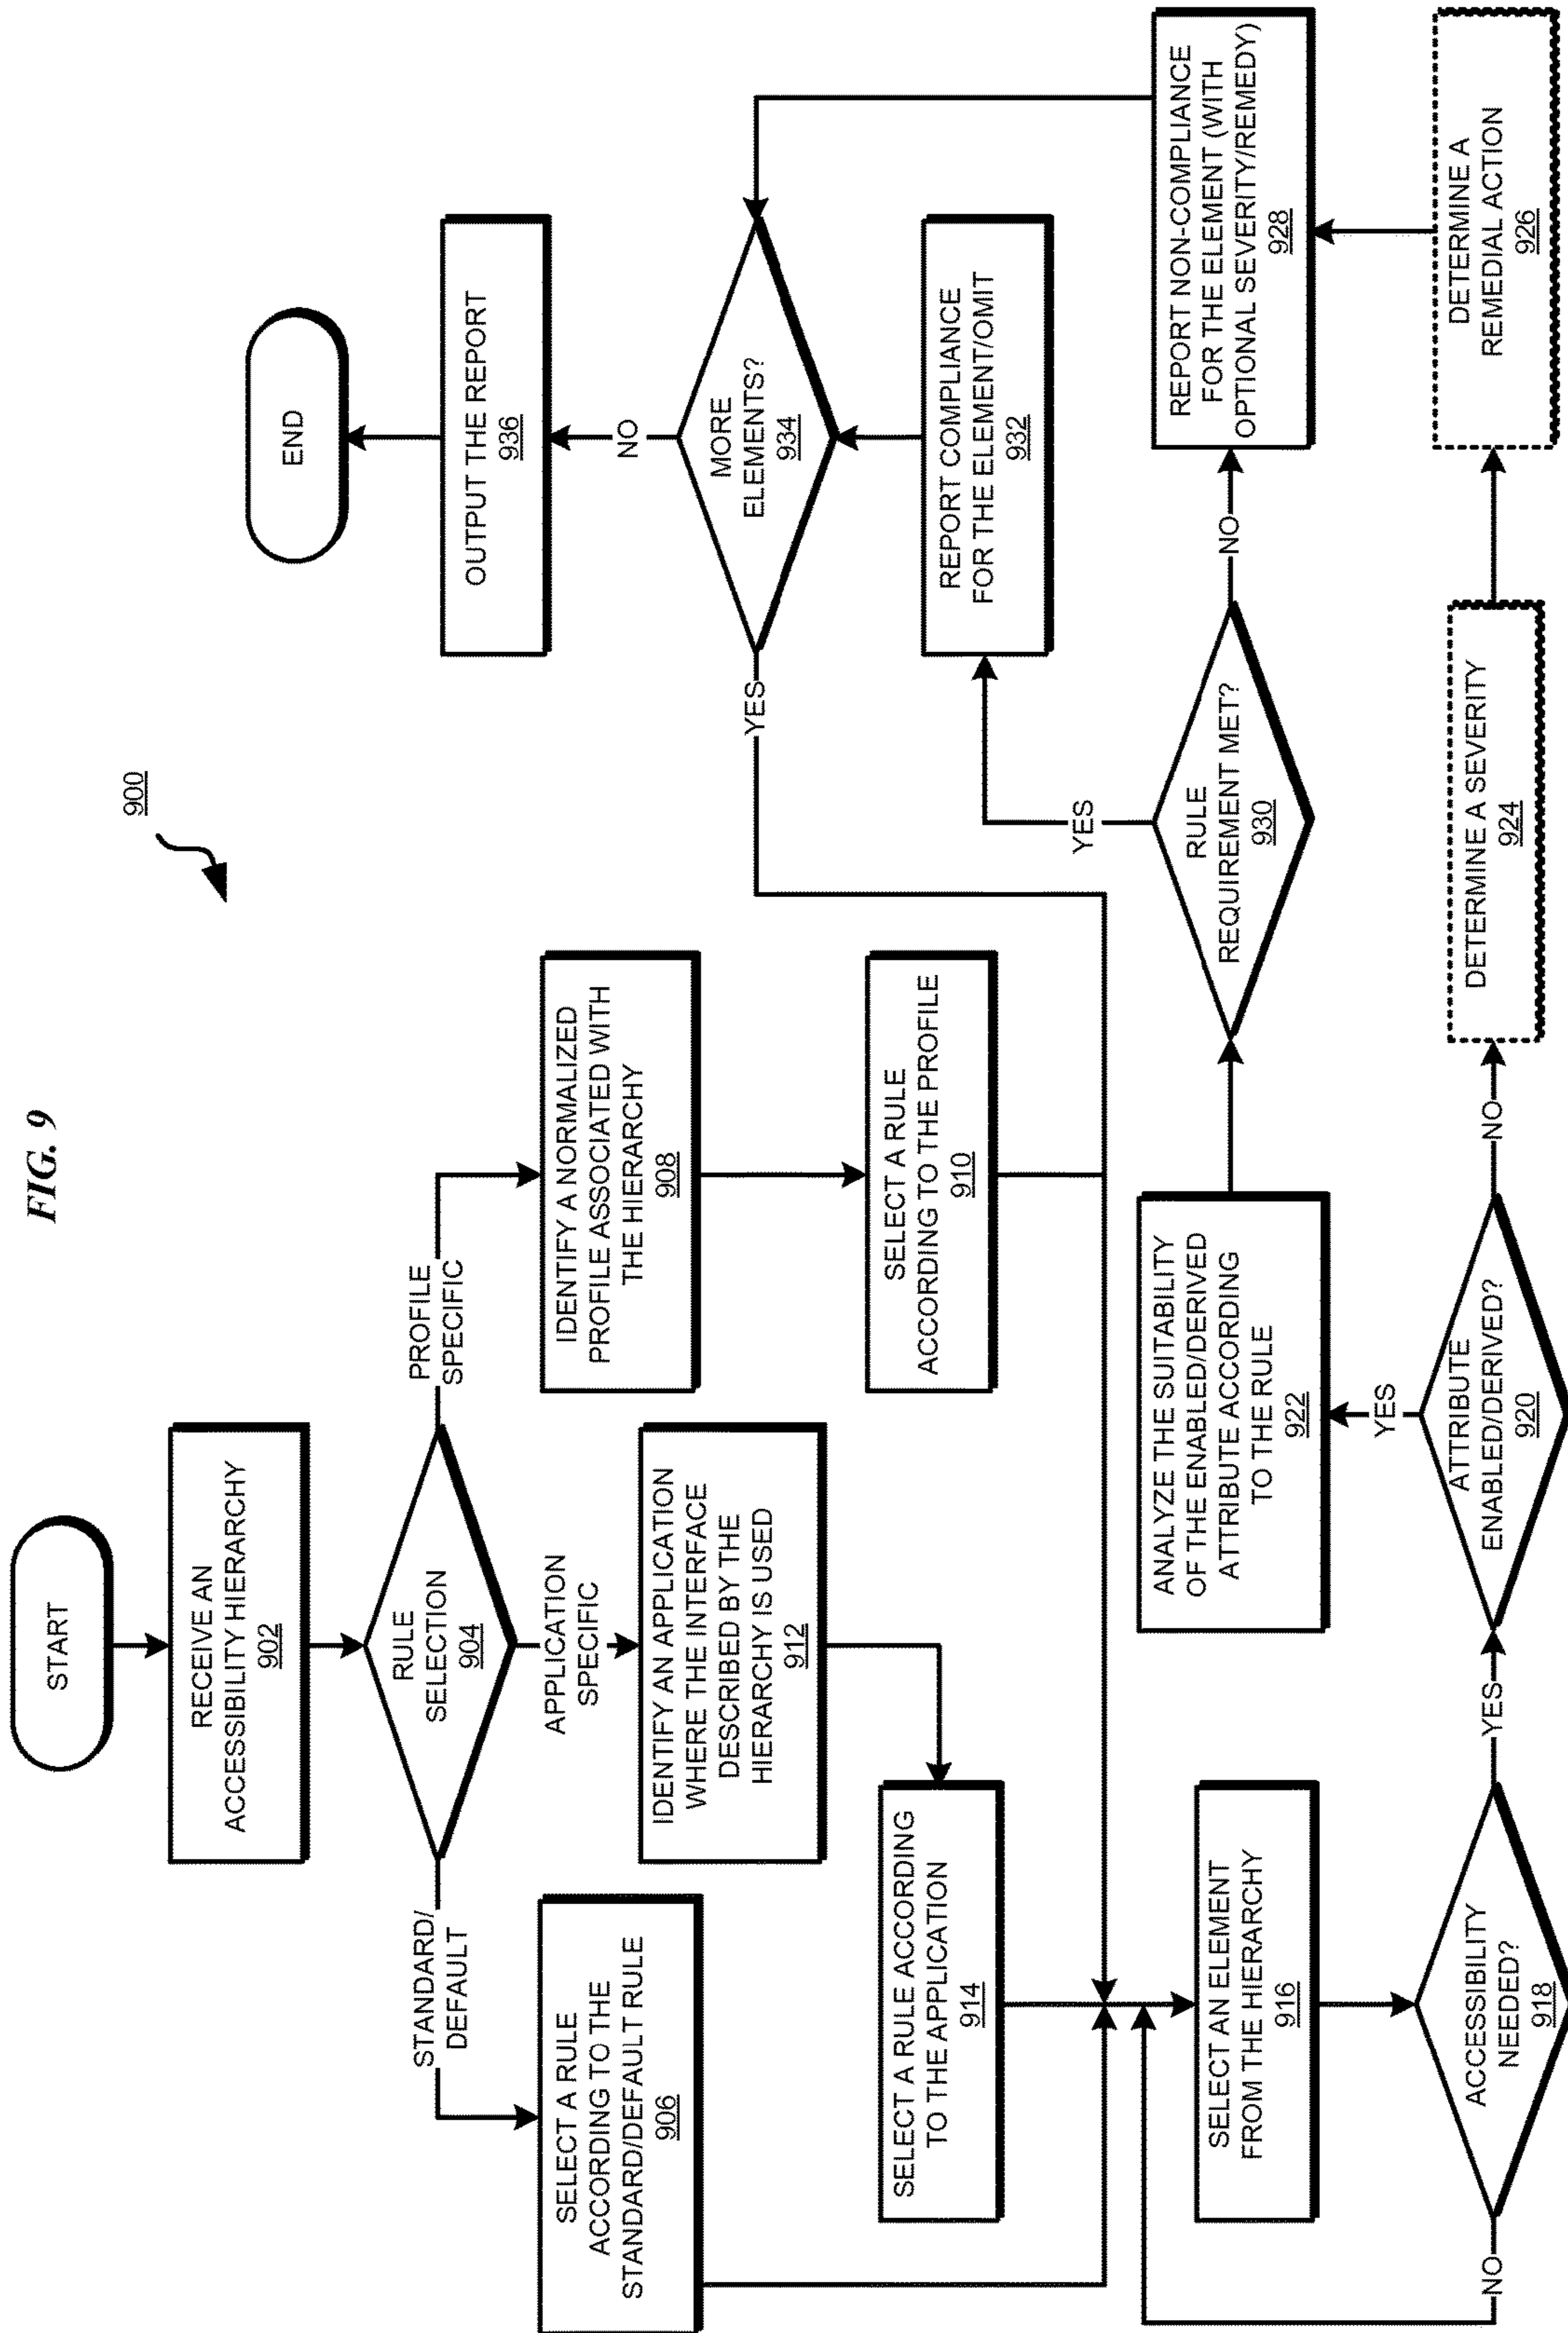 FIG. 9
900
START
RECEIVE AN
ACCESSIBILITY HIERARCHY
902
RULE
SELECTION
904
STANDARD/
DEFAULT
APPLICATION
SPECIFIC
PROFILE
SPECIFIC
SELECT A RULE
ACCORDING TO THE
STANDARD/DEFAULT RULE
906
IDENTIFY AN APPLICATION
WHERE THE INTERFACE
DESCRIBED BY THE
HIERARCHY IS USED
912
IDENTIFY A NORMALIZED
PROFILE ASSOCIATED WITH
THE HIERARCHY
908
SELECT A RULE
ACCORDING TO THE PROFILE
910
SELECT A RULE ACCORDING
TO THE APPLICATION
914
SELECT AN ELEMENT
FROM THE HIERARCHY
916
ACCESSIBILITY
NEEDED?
918
NO
YES
ATTRIBUTE
ENABLED/DERIVED?
920
YES
NO
ANALYZE THE SUITABILITY
OF THE ENABLED/DERIVED
ATTRIBUTE ACCORDING
TO THE RULE
922
DETERMINE A SEVERITY
924
DETERMINE A
REMEDIAL ACTION
926
RULE
REQUIREMENT MET?
930
YES
NO
REPORT NON-COMPLIANCE
FOR THE ELEMENT (WITH
OPTIONAL SEVERITY/REMEDY)
928
REPORT COMPLIANCE
FOR THE ELEMENT/OMIT
932
MORE
ELEMENTS?
934
YES
NO
OUTPUT THE REPORT
936
END